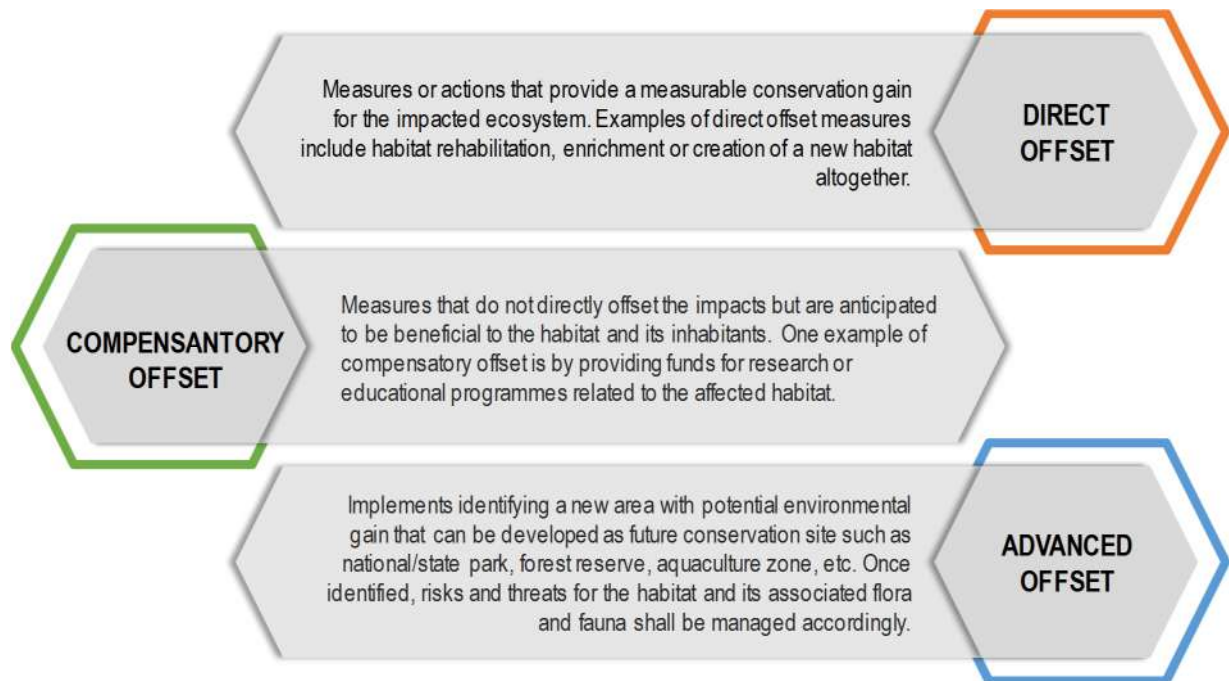 Measures or actions that provide a measurable conservation gain
for the impacted ecosystem. Examples of direct offset measures
include habitat rehabilitation, enrichment or creation of a new habitat
altogether.
DIRECT
OFFSET
COMPENSANTORY
OFFSET
Measures that do not directly offset the impacts but are anticipated
to be beneficial to the habitat and its inhabitants. One example of
compensatory offset is by providing funds for research or
educational programmes related to the affected habitat.
Implements identifying a new area with potential environmental
gain that can be developed as future conservation site such as
national/state park, forest reserve, aquaculture zone, etc. Once
identified, risks and threats for the habitat and its associated flora
and fauna shall be managed accordingly.
ADVANCED
OFFSET